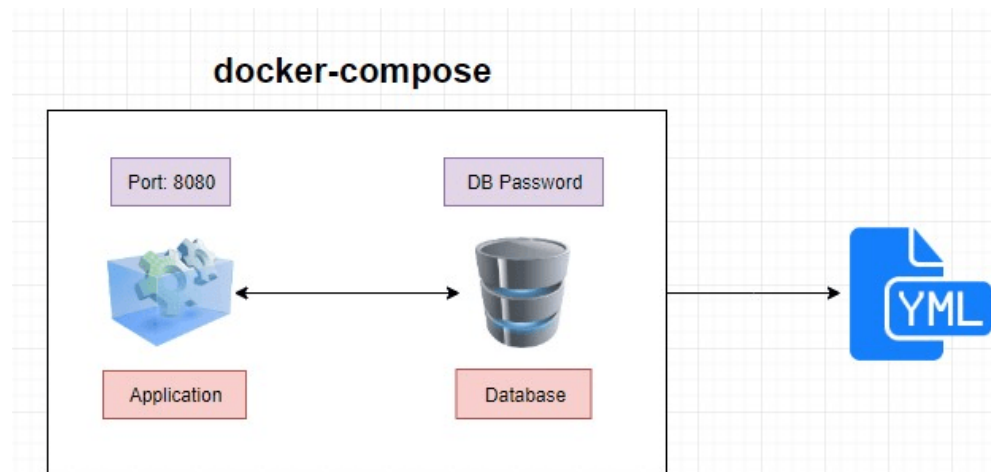 docker-compose
Port: 8080
DB Password
YML
Application
Database